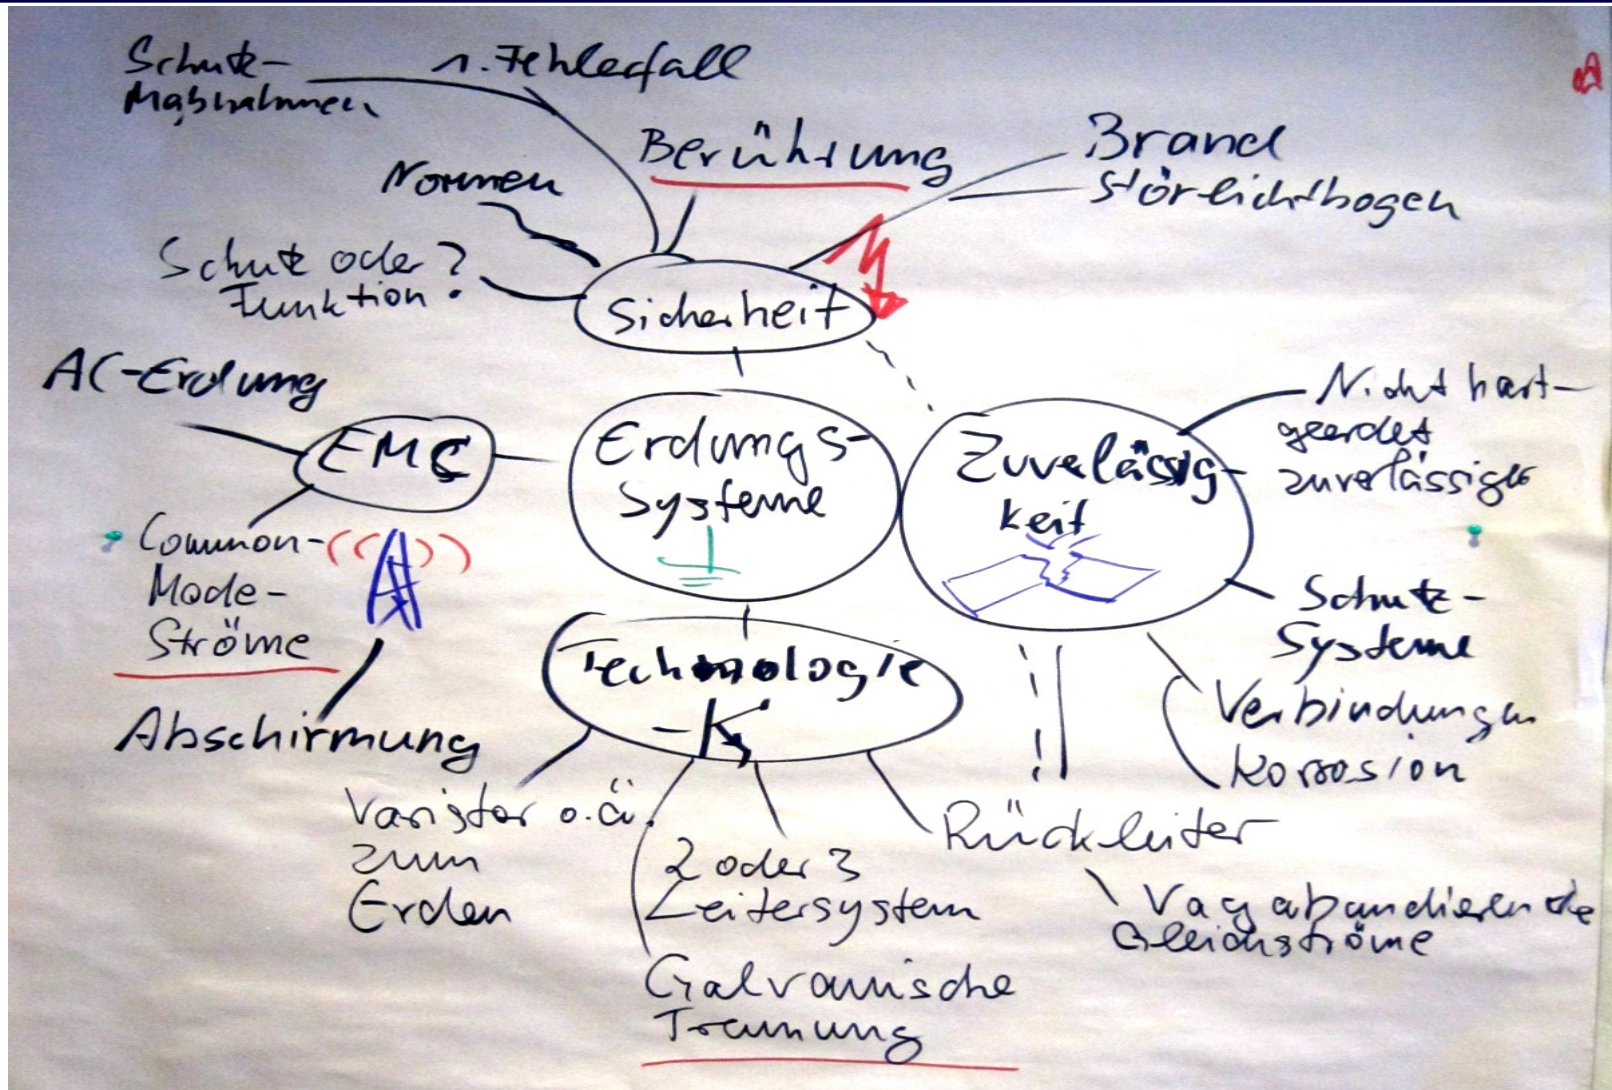 Schutz-
Maßnahmen
1. Fehlerfall
Berührung
Brand
Störlichtbogen
Normen
Schutz oder
Funktion ?
Sicherheit
AC-Erdung
EMC
Erdungs-
Systeme
Zuverlässig-
keit
Nicht hart-
geerdet
zuverlässiger
Common-
Mode-
Ströme
Schutz-
Systeme
Technologie
Abschirmung
Verbindungen
Korrosion
Varistor o.ä.
zum
Erden
2 oder 3
Leitersystem
Rückleiter
Vagabundierende
Gleichströme
Galvanische
Trennung